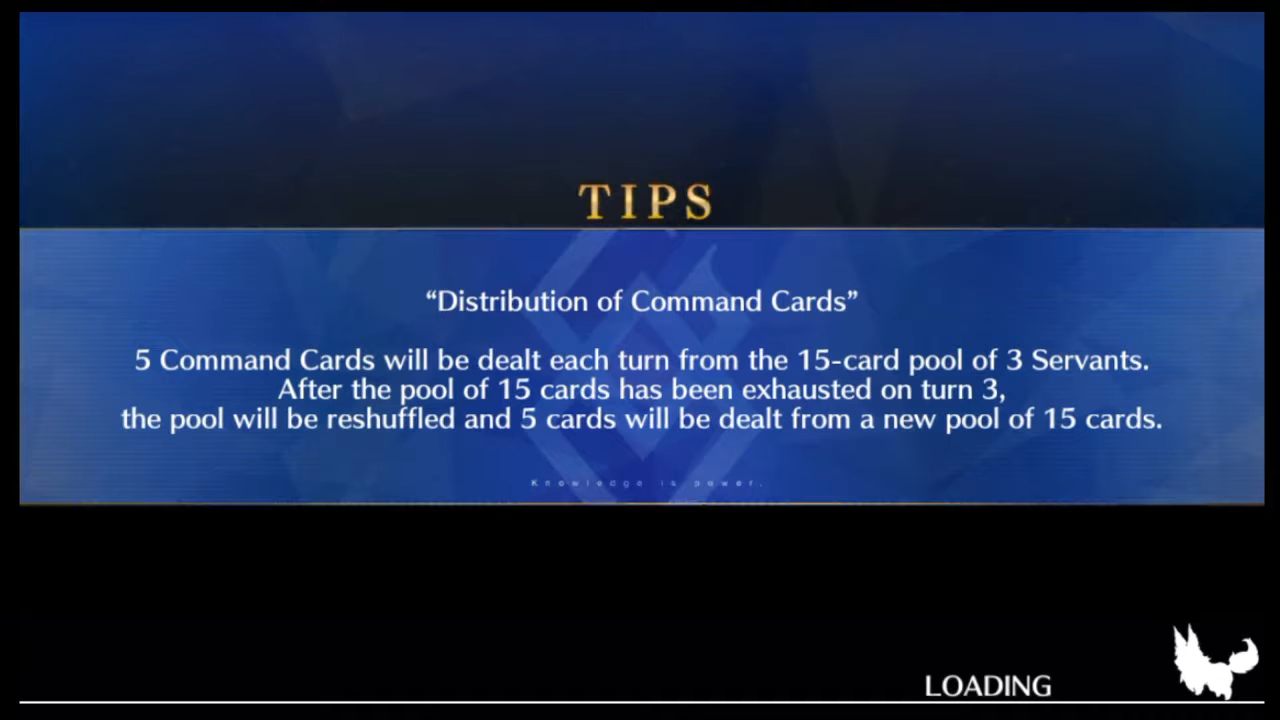 TIPS
“Distribution of Command Cards”
5 Command Cards will be dealt each turn from the 15-card pool of 3 Servants.
After the pool of 15 cards has been exhausted on turn 3,
the pool will be reshuffled and 5 cards will be dealt from a new pool of 15 cards.
Knowledge is power.
LOADING